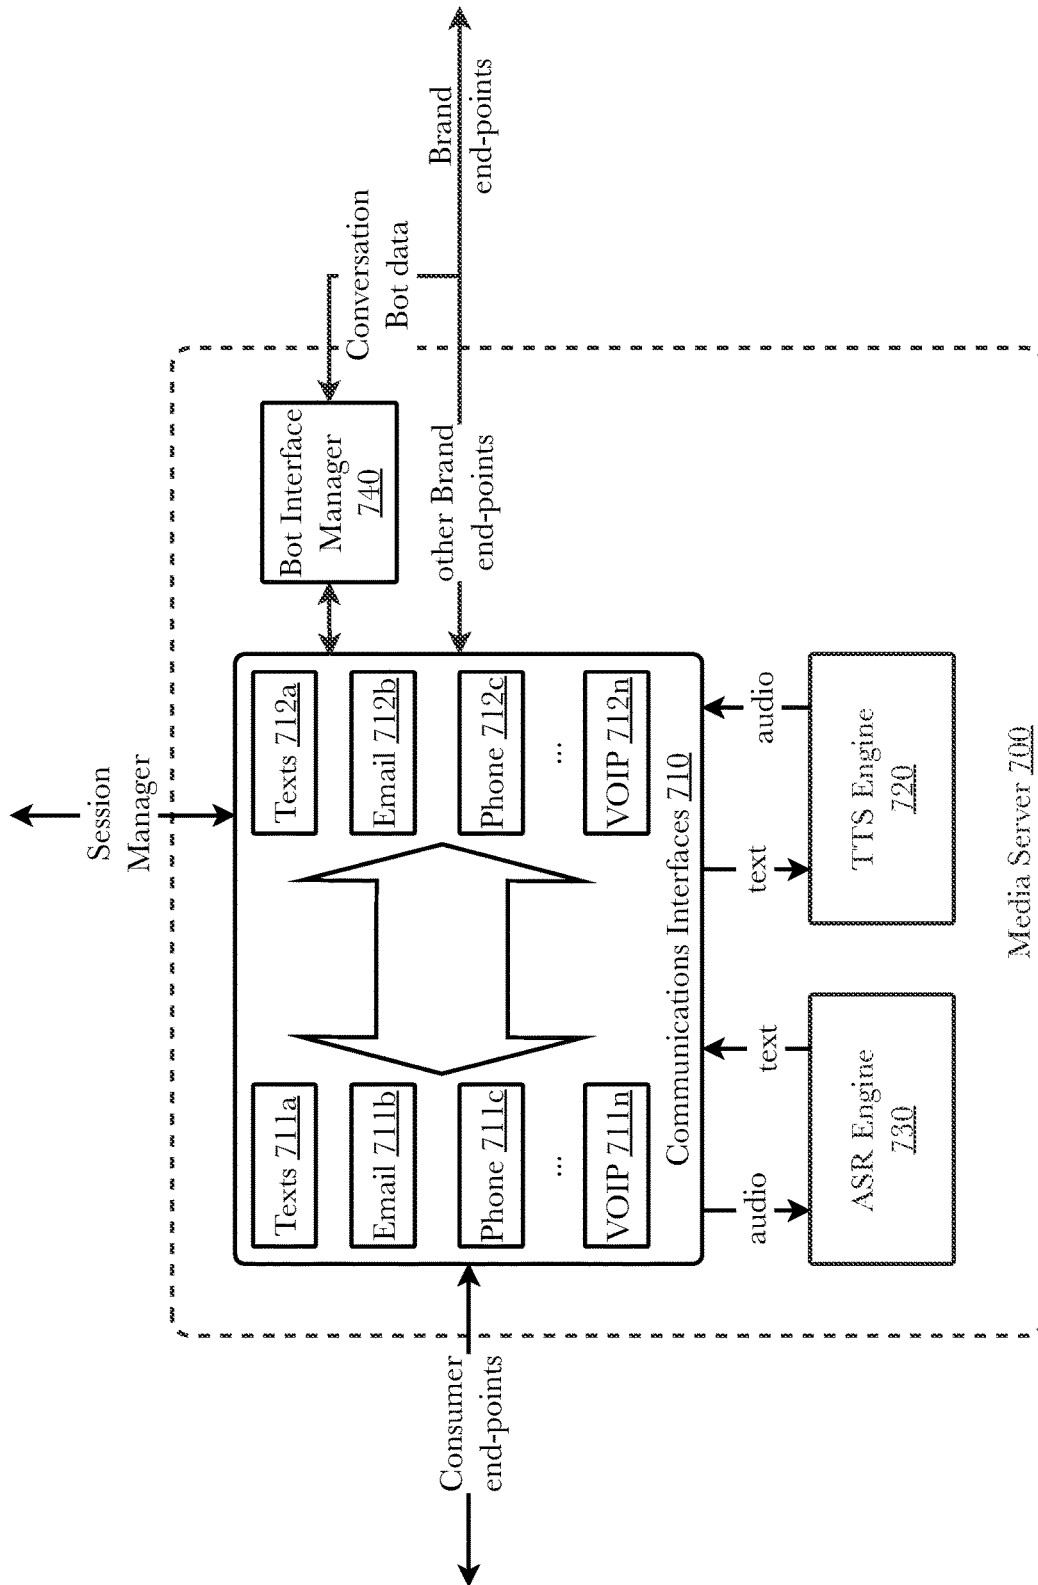 Session
Manager
Conversation
Bot data
Brand
end-points
Bot Interface
Manager
740
other Brand
end-points
Consumer
end-points
Texts 711a
Email 711b
Phone 711c
...
VOIP 711n
Texts 712a
Email 712b
Phone 712c
...
VOIP 712n
Communications Interfaces 710
audio
text
text
audio
ASR Engine
730
TTS Engine
720
Media Server 700